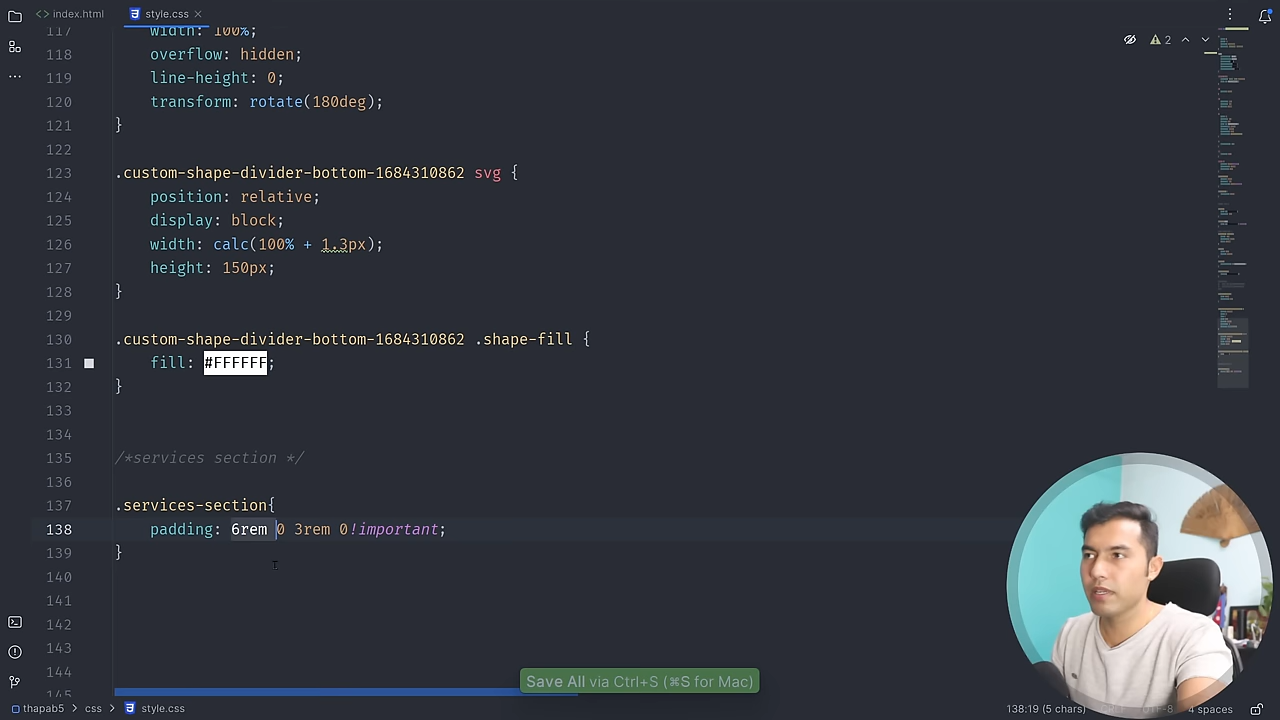 index.html
style.css
117 width: 100%;
118 overflow: hidden;
2
119 line-height: 0;
120 transform: rotate(180deg);
121 }
122
123 .custom-shape-divider-bottom-1684310862 svg {
124 position: relative;
125 display: block;
126 width: calc(100% + 1.3px);
127 height: 150px;
128 }
129
130 .custom-shape-divider-bottom-1684310862 .shape-fill {
131 fill: #FFFFFF;
132 }
133
134
135 /*services section */
136
137 .services-section{
138 padding: 6rem 0 3rem 0!important;
139 }
140
141
142
143
144
145
Save All via Ctrl+S (⌘S for Mac)
thapab5 > css > style.css
138:19 (5 chars) CRLF UTF-8 4 spaces